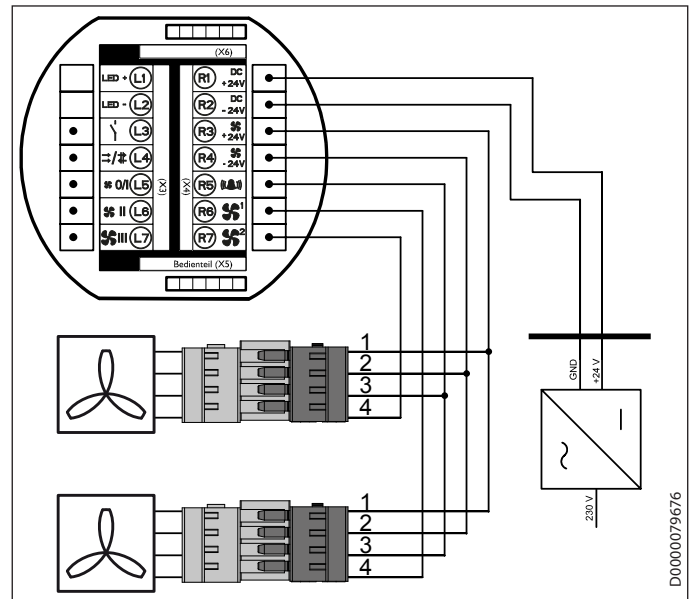 (X6)
LED + L1
R1 DC + 24V
LED - L2
R2 DC - 24V
L3
R3 + 24V
L4
R4 - 24V
0/I L5
R5
II L6
R6 1
III L7
R7 2
(X3)
(X4)
Bedienteil (X5)
1
2
3
4
1
2
3
4
GND
+24 V
230 V
D0000079676